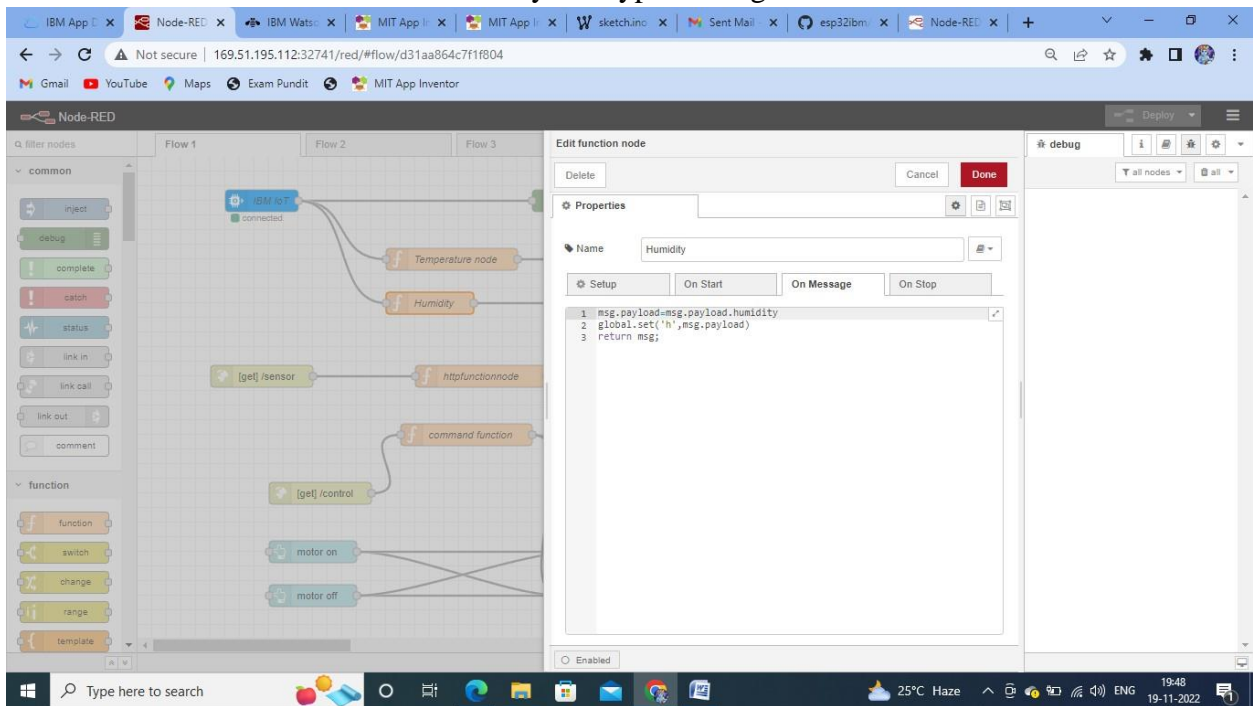 IBM App D
Node-RED
IBM Watso
MIT App In
MIT App In
sketch.ino
Sent Mail -
esp32ibm/
Node-RED
Not secure | 169.51.195.112:32741/red/#flow/d31aa864c7f1f804
Gmail YouTube Maps Exam Pundit MIT App Inventor
Node-RED
Deploy
filter nodes
common
inject
debug
complete
catch
status
link in
link call
link out
comment
function
function
switch
change
range
template
Flow 1
Flow 2
Flow 3
IBM IoT
connected
Temperature node
Humidity
[get] /sensor
httpfunctionnode
command function
[get] /control
motor on
motor off
Edit function node
Delete
Cancel
Done
Properties
Name
Humidity
Setup
On Start
On Message
On Stop
1 msg.payload=msg.payload.humidity
2 global.set('h',msg.payload)
3 return msg;
Enabled
debug
i
all nodes
all
Type here to search
25°C Haze
ENG
19:48
19-11-2022